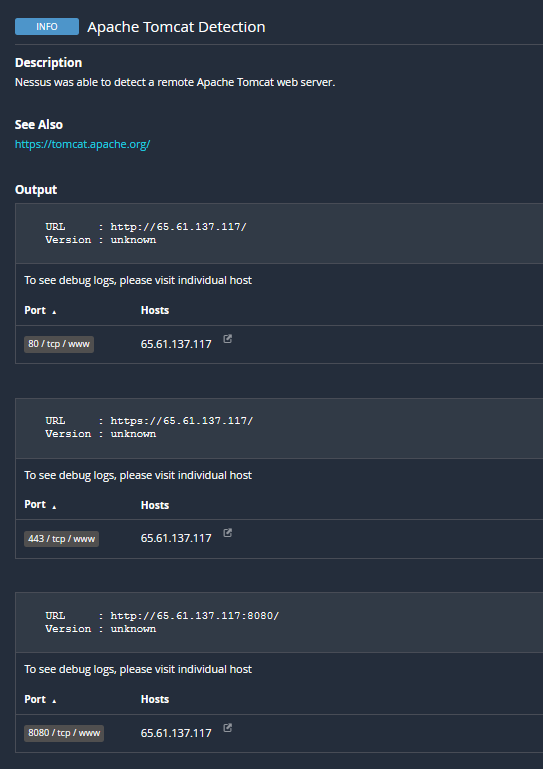 INFO Apache Tomcat Detection
Description
Nessus was able to detect a remote Apache Tomcat web server.
See Also
https://tomcat.apache.org/
Output
URL : http://65.61.137.117/
Version : unknown
To see debug logs, please visit individual host
Port ▲ Hosts
80 / tcp / www 65.61.137.117
URL : https://65.61.137.117/
Version : unknown
To see debug logs, please visit individual host
Port ▲ Hosts
443 / tcp / www 65.61.137.117
URL : http://65.61.137.117:8080/
Version : unknown
To see debug logs, please visit individual host
Port ▲ Hosts
8080 / tcp / www 65.61.137.117